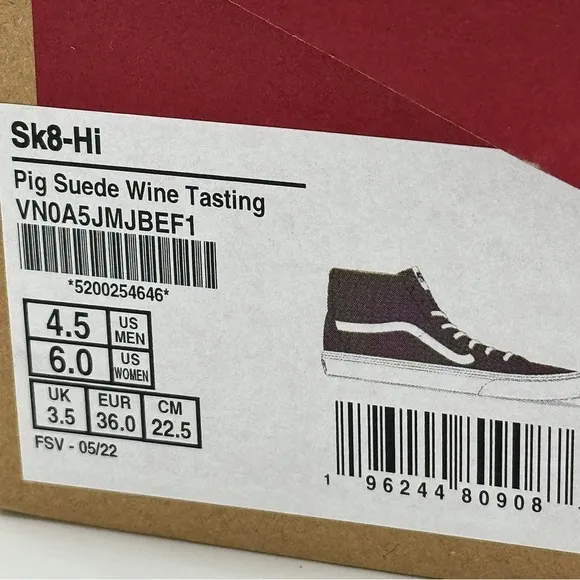 Sk8-Hi
Pig Suede Wine Tasting
VN0A5JMJBEF1
*5200254646*
4.5 US MEN
6.0 US WOMEN
UK 3.5 EUR 36.0 CM 22.5
FSV - 05/22
1 96244 80908